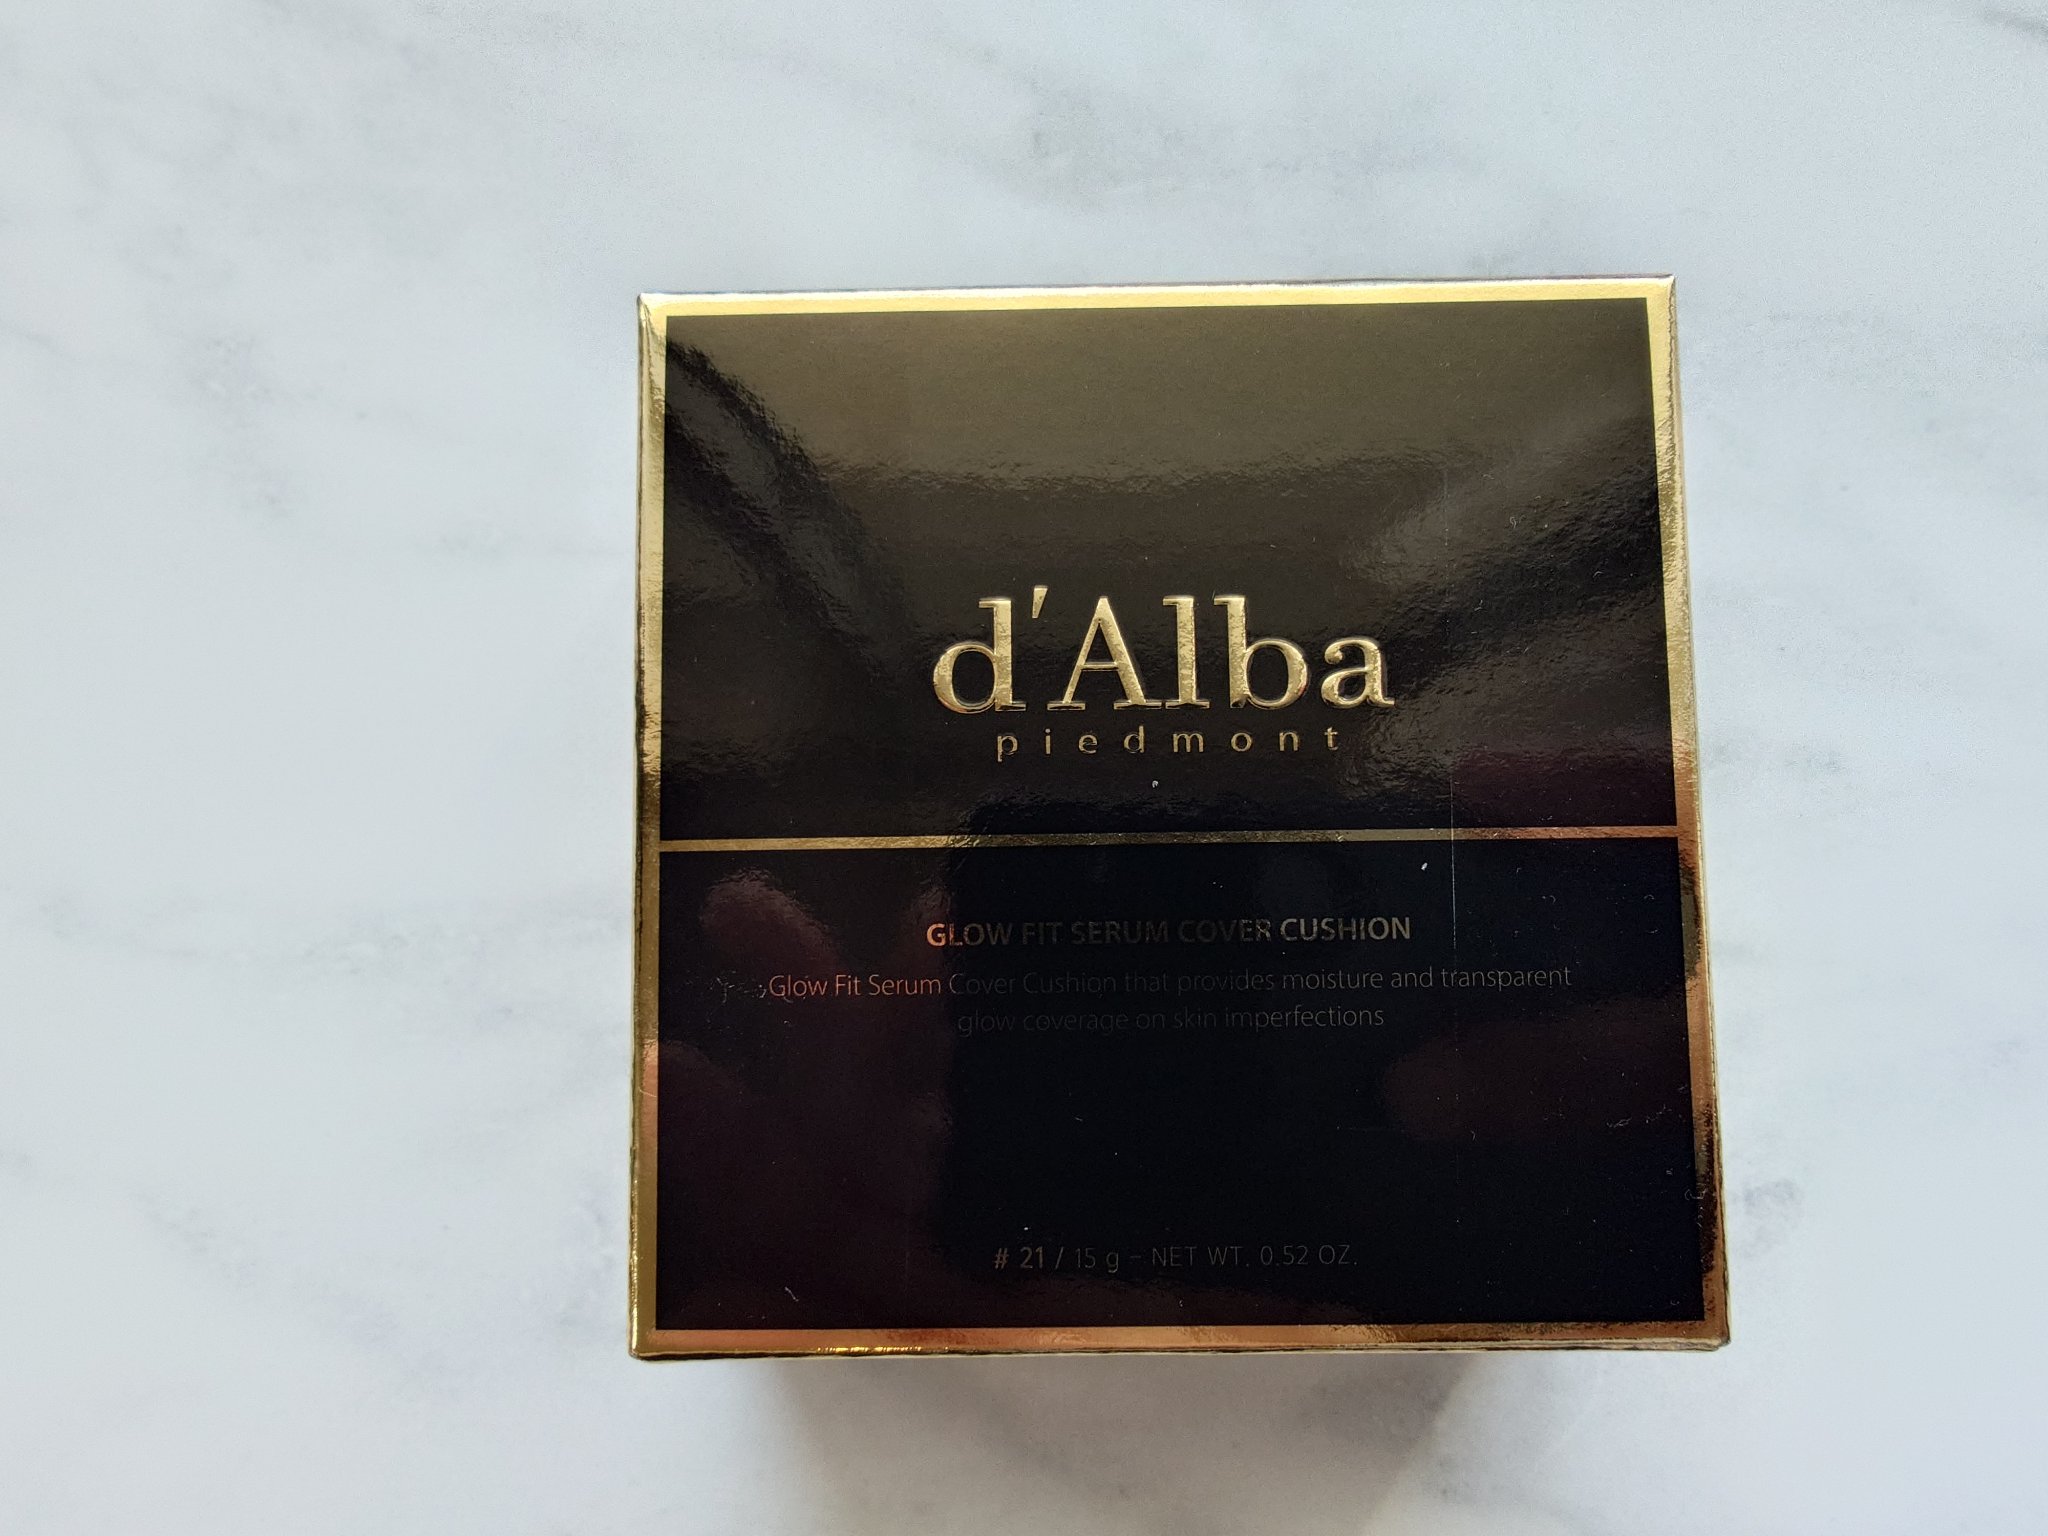 d'Alba
piedmont
GLOW FIT SERUM COVER CUSHION
Glow Fit Serum Cover Cushion that provides moisture and transparent
glow coverage on skin imperfections
# 21 / 15 g – NET WT. 0.52 OZ.